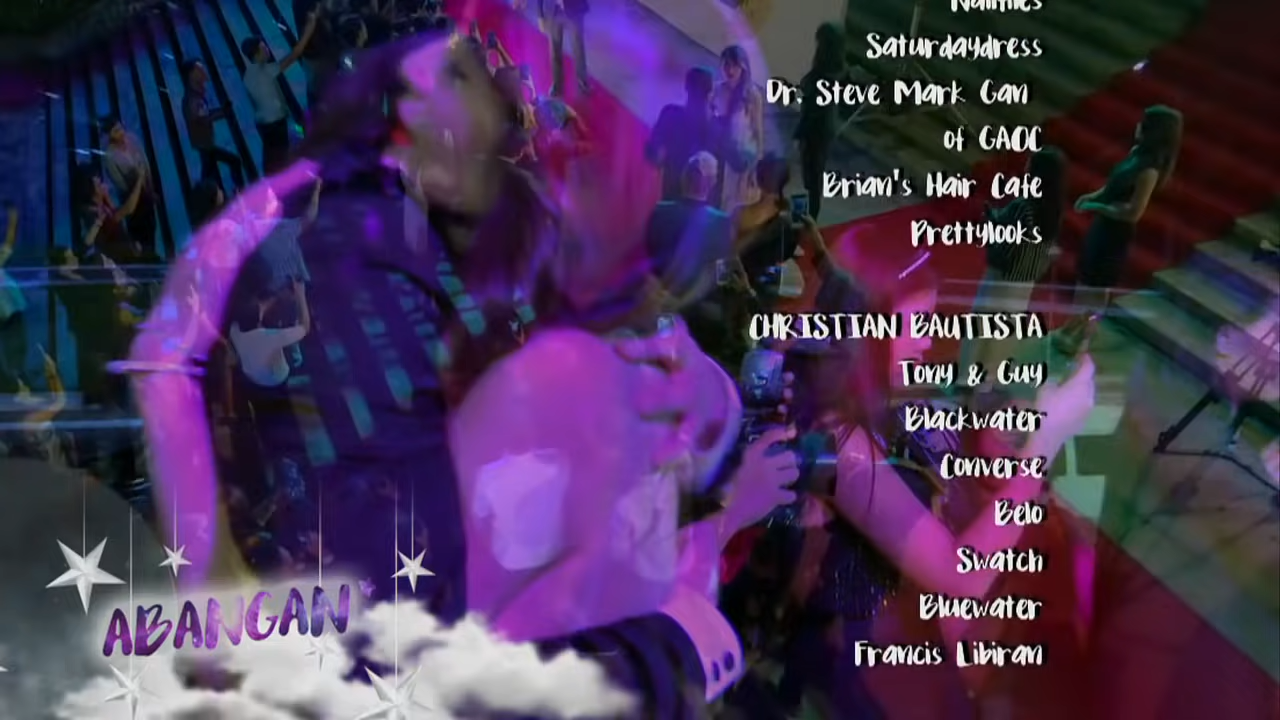 Saturdaydress
Dr. Steve Mark Gan
of GAOC
Brian's Hair Cafe
Prettylooks
CHRISTIAN BAUTISTA
Tony & Guy
Blackwater
Converse
Belo
Swatch
Bluewater
Francis Libiran
ABANGAN